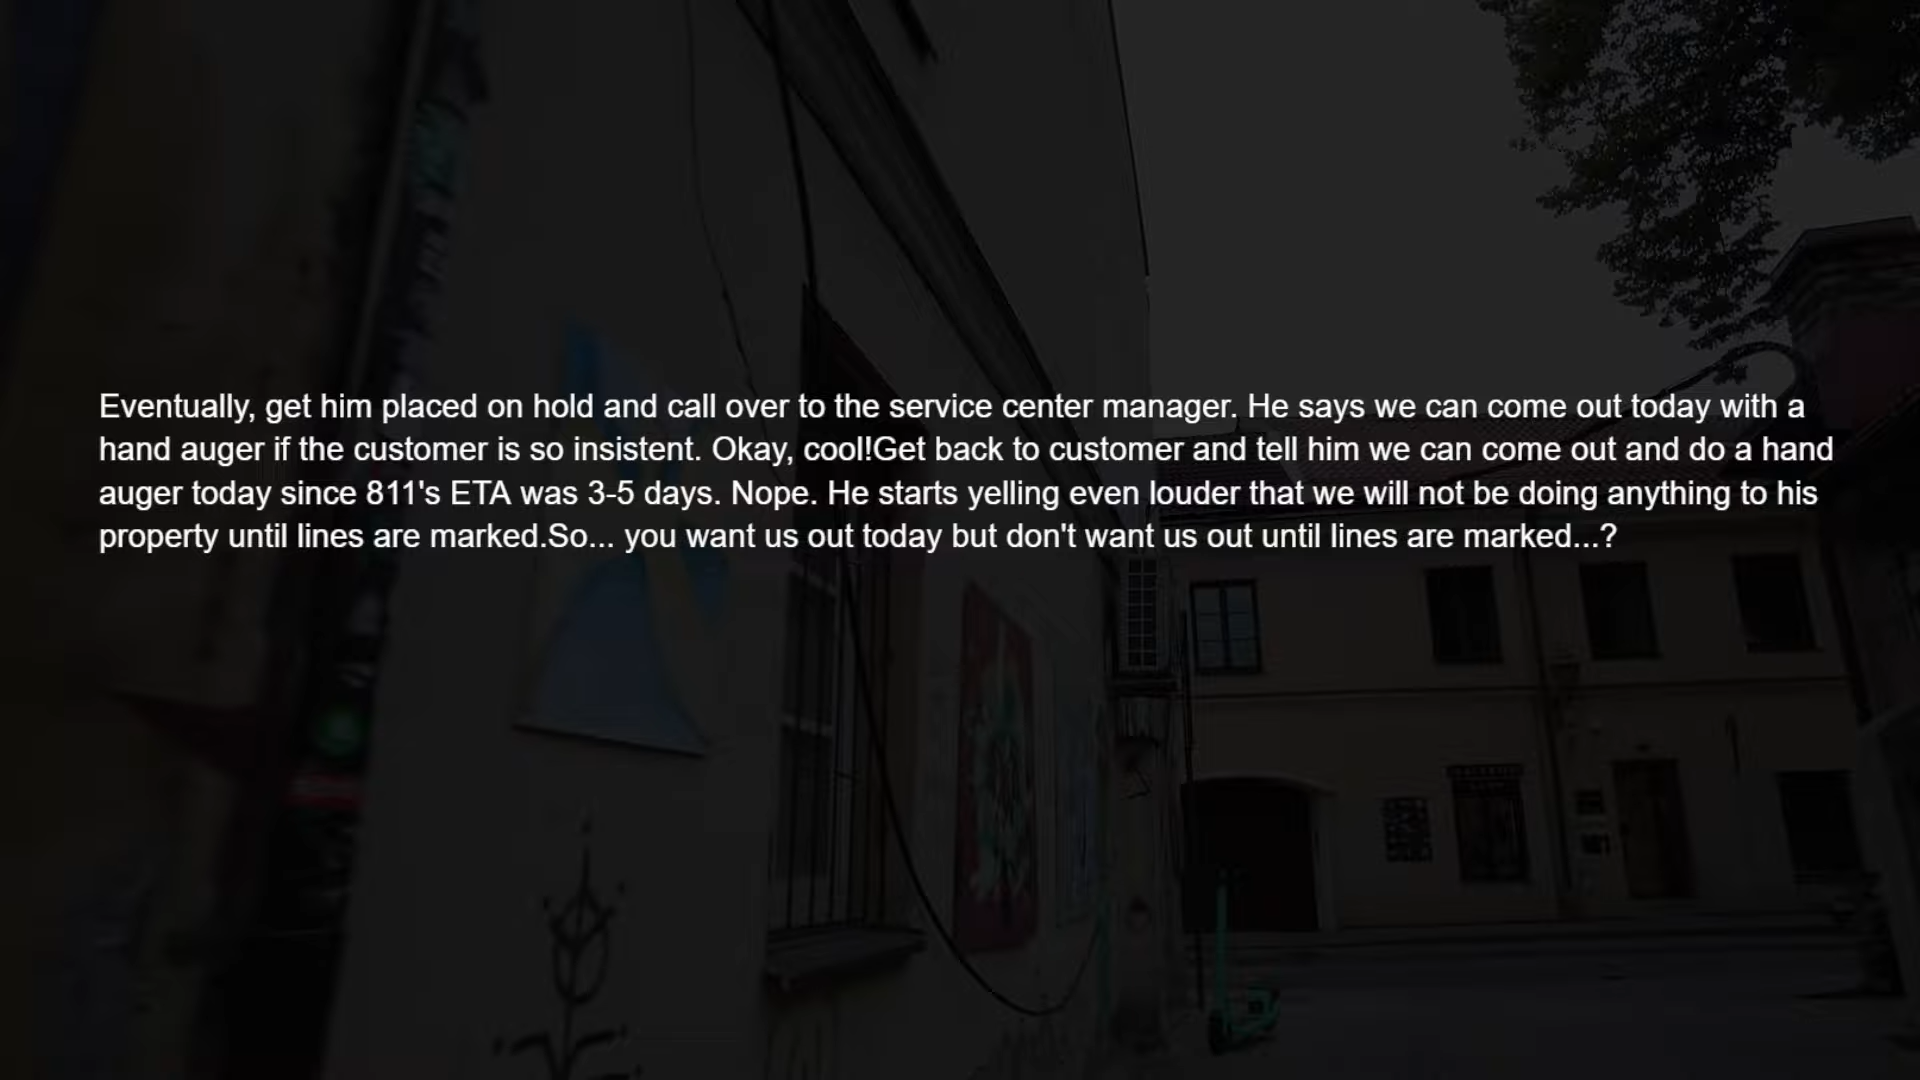 Eventually, get him placed on hold and call over to the service center manager. He says we can come out today with a
hand auger if the customer is so insistent. Okay, cool!Get back to customer and tell him we can come out and do a hand
auger today since 811's ETA was 3-5 days. Nope. He starts yelling even louder that we will not be doing anything to his
property until lines are marked.So... you want us out today but don't want us out until lines are marked...?